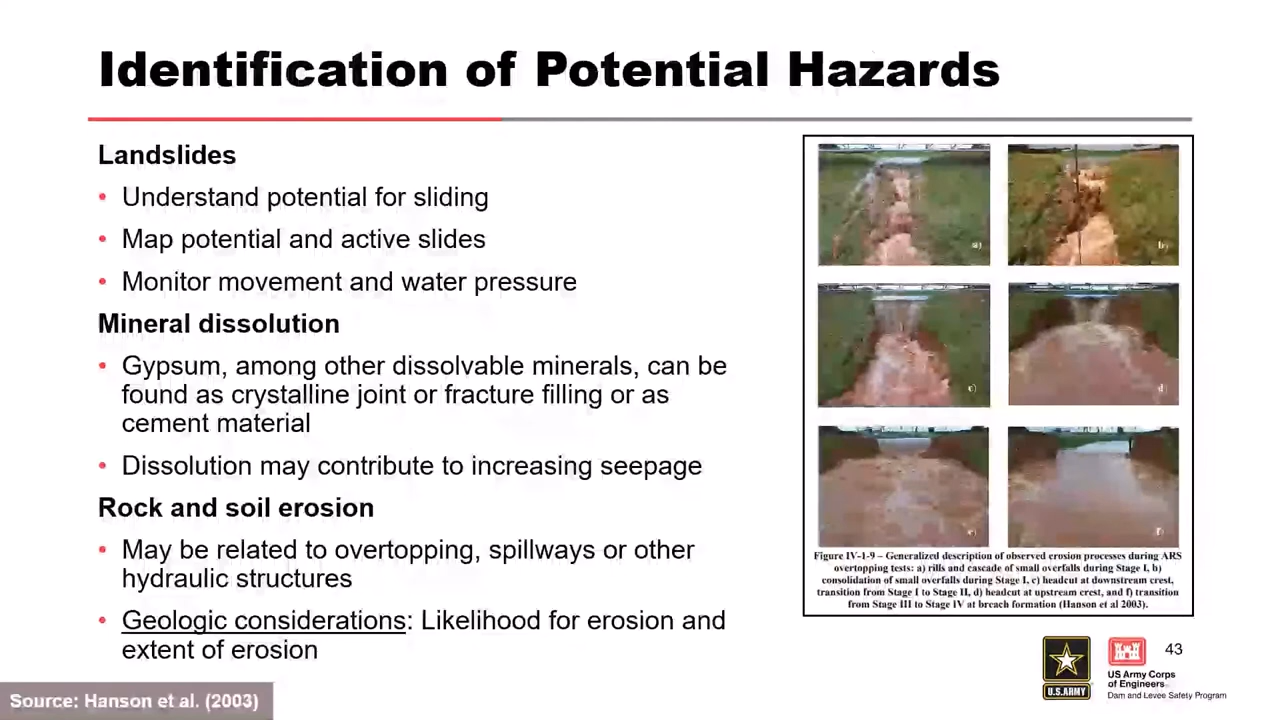 Identification of Potential Hazards
Landslides
• Understand potential for sliding
• Map potential and active slides
• Monitor movement and water pressure
Mineral dissolution
• Gypsum, among other dissolvable minerals, can be
found as crystalline joint or fracture filling or as
cement material
• Dissolution may contribute to increasing seepage
Rock and soil erosion
• May be related to overtopping, spillways or other
hydraulic structures
• Geologic considerations: Likelihood for erosion and
extent of erosion
a)
b)
c)
d)
e)
f)
Figure IV-1-9 – Generalized description of observed erosion processes during ARS
overtopping tests: a) rills and cascade of small overfalls during Stage I, b)
consolidation of small overfalls during Stage I, c) headcut at downstream crest,
transition from Stage I to Stage II, d) headcut at upstream crest, and f) transition
from Stage III to Stage IV at breach formation (Hanson et al 2003).
U.S.ARMY
US Army Corps
of Engineers®
Dam and Levee Safety Program
43
Source: Hanson et al. (2003)